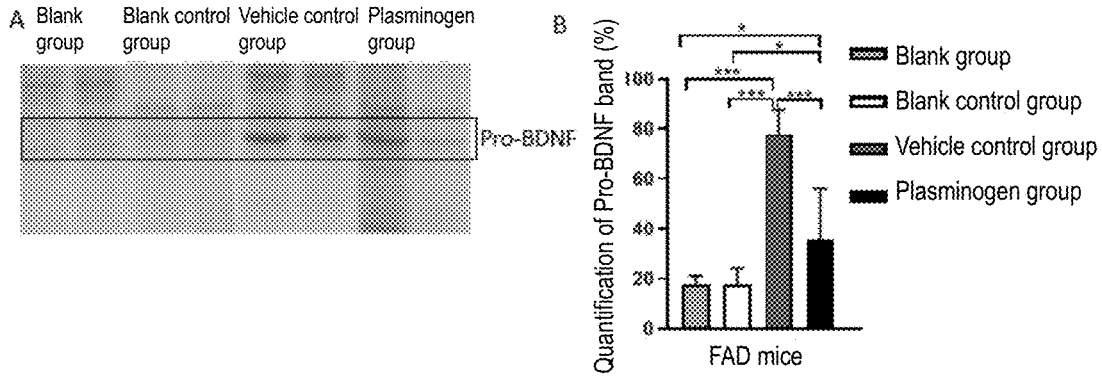 A
Blank group
Blank control group
Vehicle control group
Plasminogen group
Pro-BDNF
B
Quantification of Pro-BDNF band (%)
*
*
***
***
***
100
80
60
40
20
0
FAD mice
Blank group
Blank control group
Vehicle control group
Plasminogen group